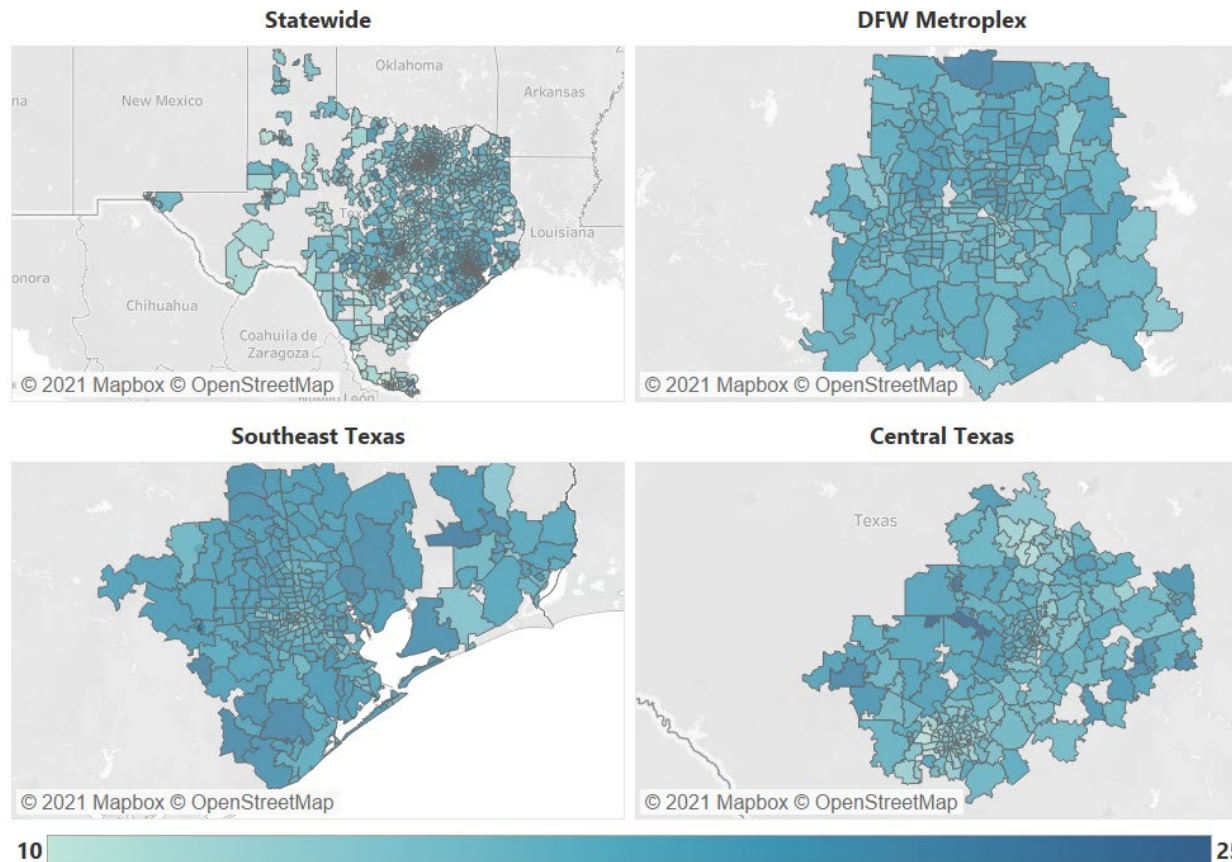 Statewide
DFW Metroplex
Oklahoma
New Mexico
Arkansas
Louisiana
Chihuahua
Coahuila de
Zaragoza
© 2021 Mapbox © OpenStreetMap
© 2021 Mapbox © OpenStreetMap
Southeast Texas
Central Texas
Texas
© 2021 Mapbox © OpenStreetMap
© 2021 Mapbox © OpenStreetMap
10